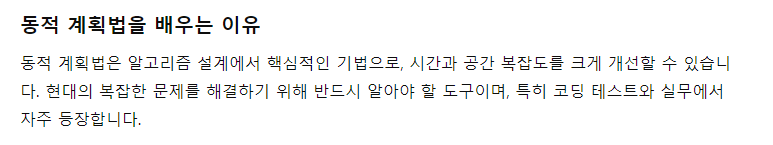 동적 계획법을 배우는 이유
동적 계획법은 알고리즘 설계에서 핵심적인 기법으로, 시간과 공간 복잡도를 크게 개선할 수 있습니
다. 현대의 복잡한 문제를 해결하기 위해 반드시 알아야 할 도구이며, 특히 코딩 테스트와 실무에서
자주 등장합니다.